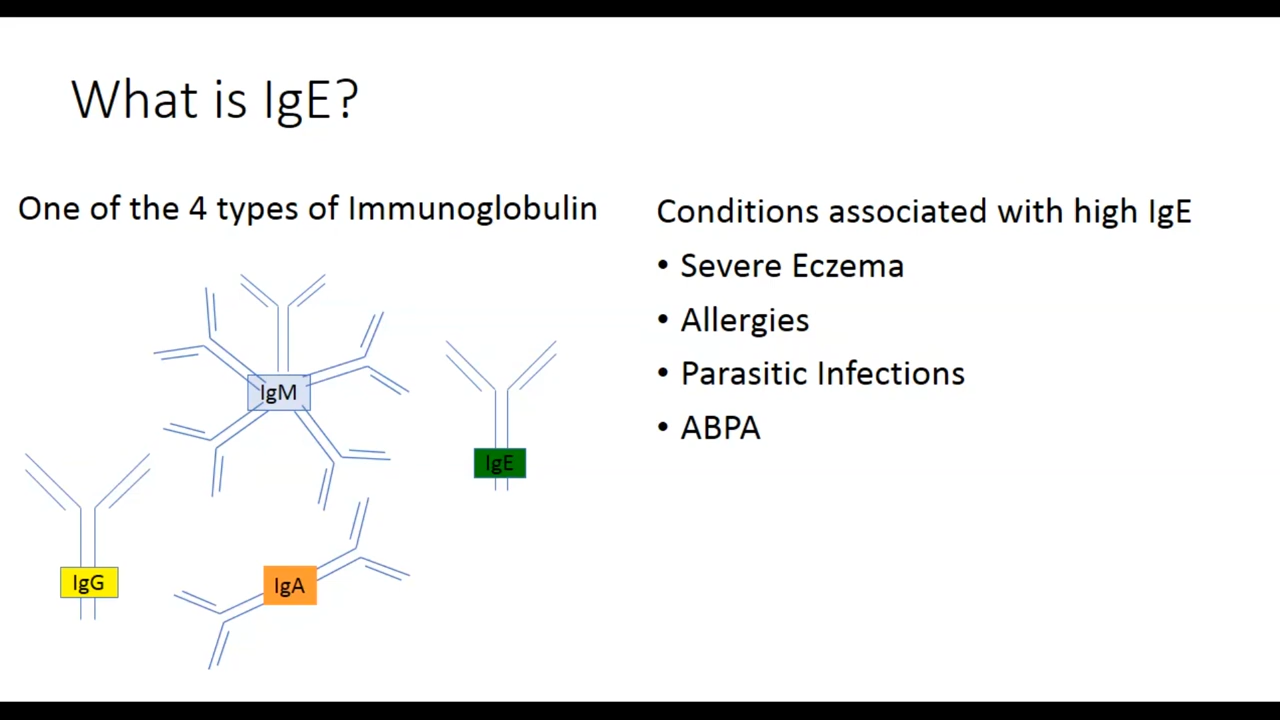 What is IgE?
One of the 4 types of Immunoglobulin
IgM
IgE
IgG
IgA
Conditions associated with high IgE
• Severe Eczema
• Allergies
• Parasitic Infections
• ABPA